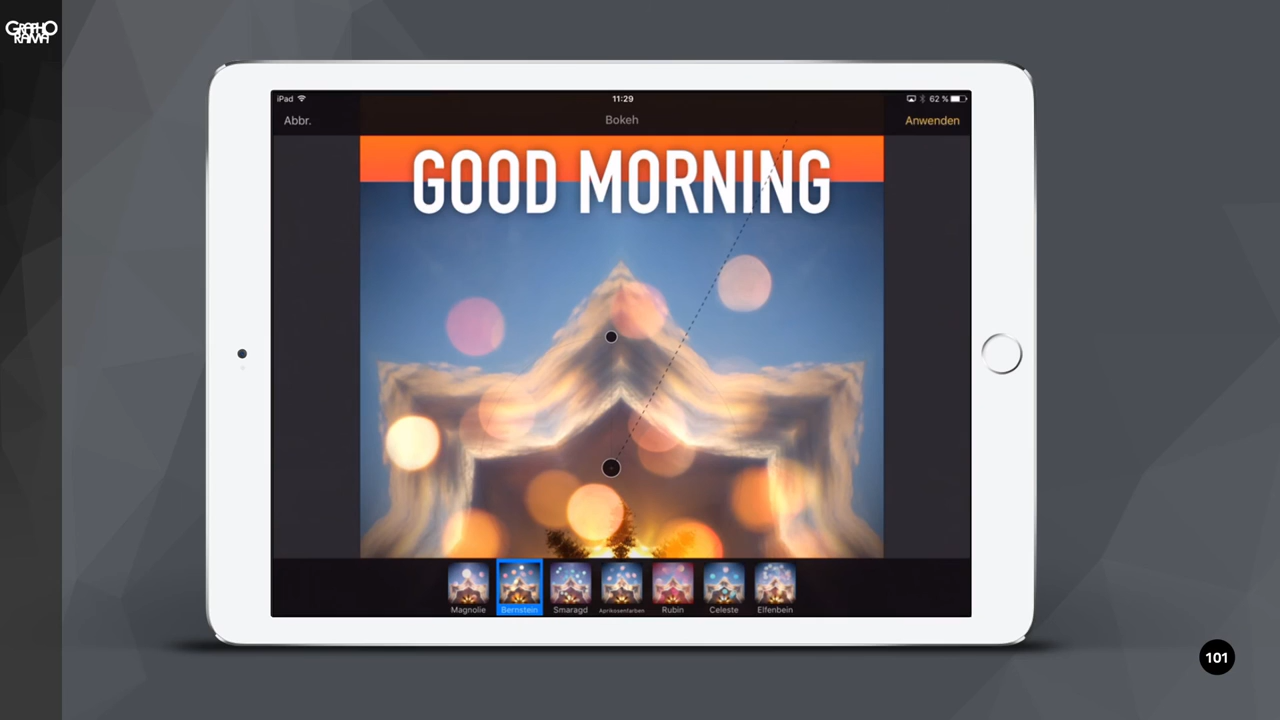 GRAPHO
RAMA
iPad 11:29 62 %
Abbr. Bokeh Anwenden
GOOD MORNING
Magnolie Bernstein Smaragd Aprikosenfarben Rubin Celeste Elfenbein
101